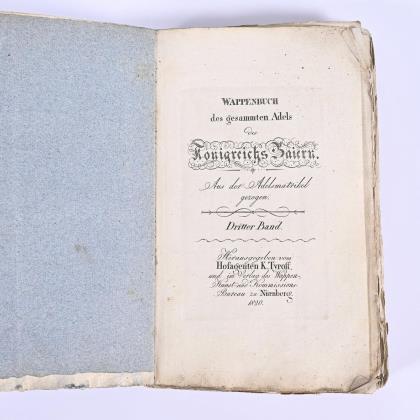 WAPPENBUCH
des gesammten Adels
des
Königreichs Baiern.
Aus der Adelsmatrikel
gezogen.
Dritter Band.
Herausgegeben vom
Hofagenten K. Tyroff,
und im Verlag des Wappen-
Kunst und Kommissions-
Bureau zu Nürnberg.
1820.